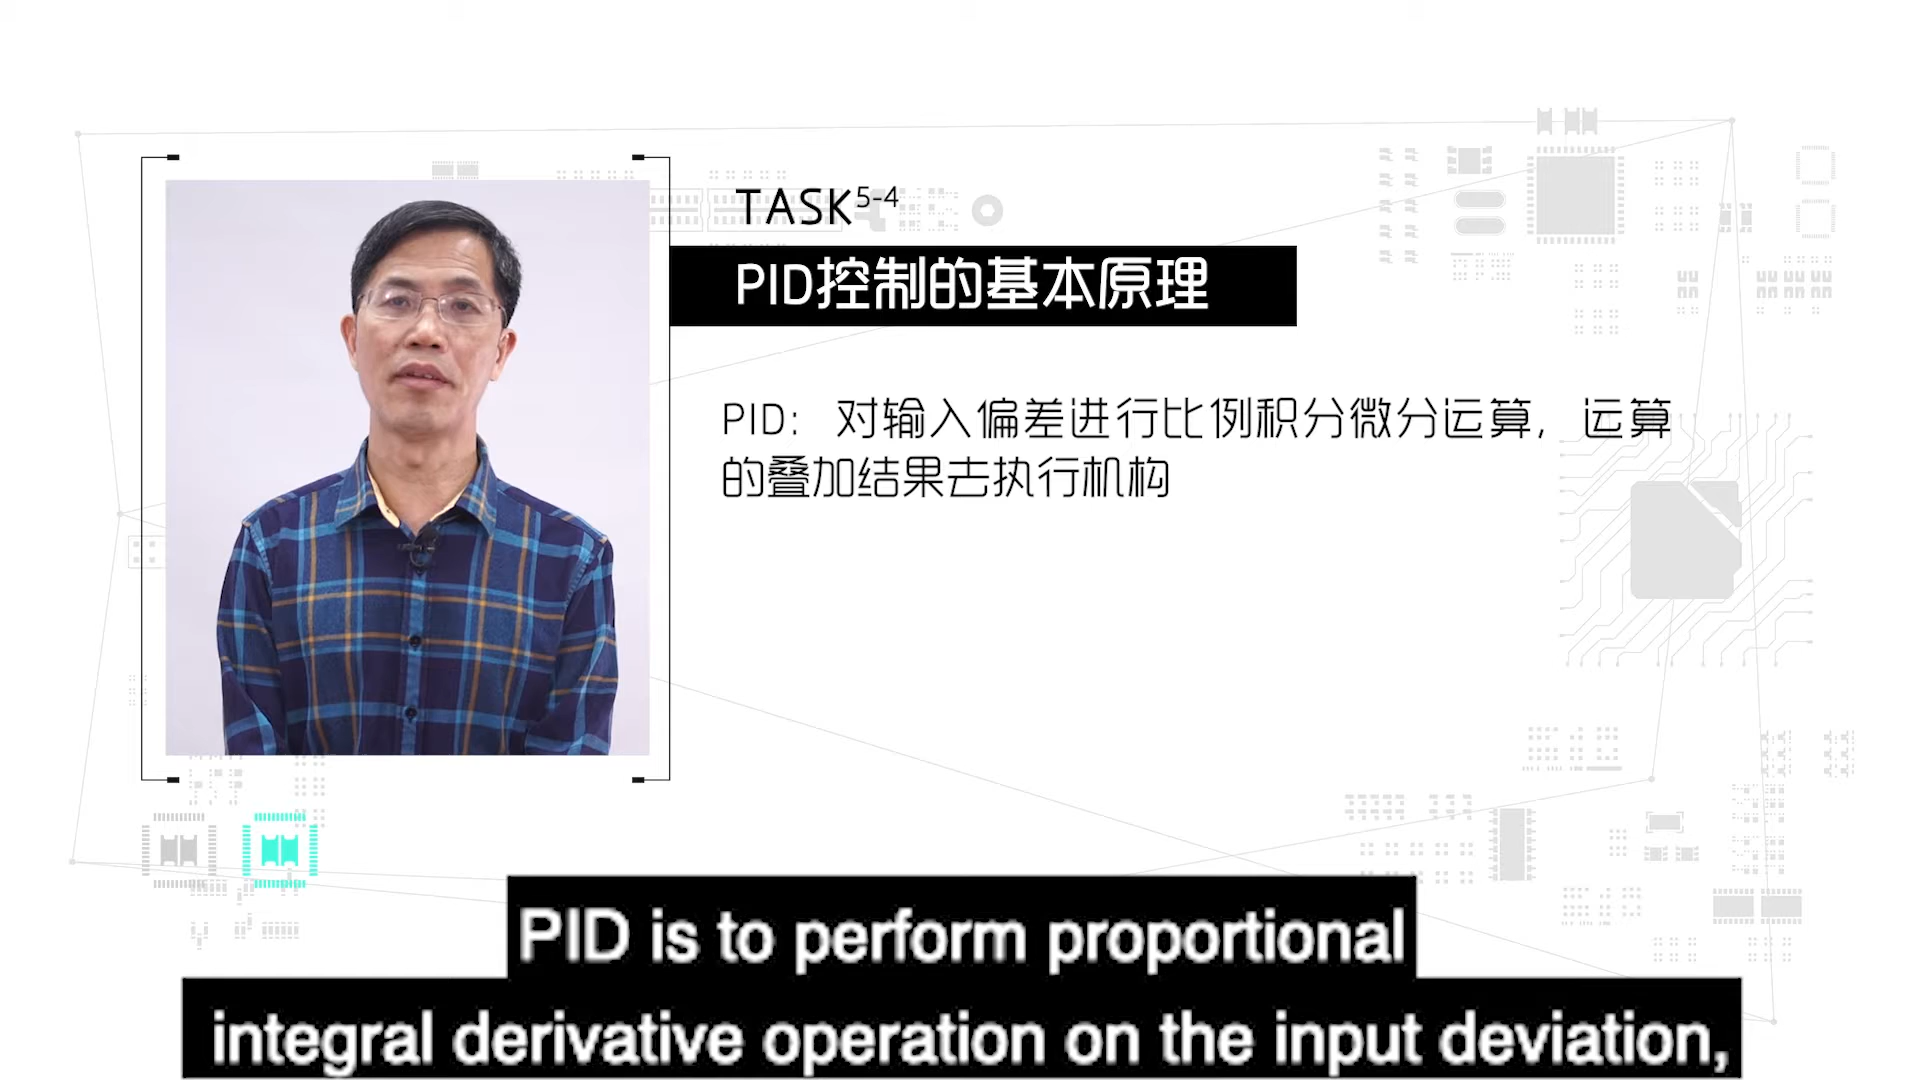 TASK 5-4
PID控制的基本原理
PID：对输入偏差进行比例积分微分运算，运算
的叠加结果去执行机构
PID is to perform proportional
integral derivative operation on the input deviation,